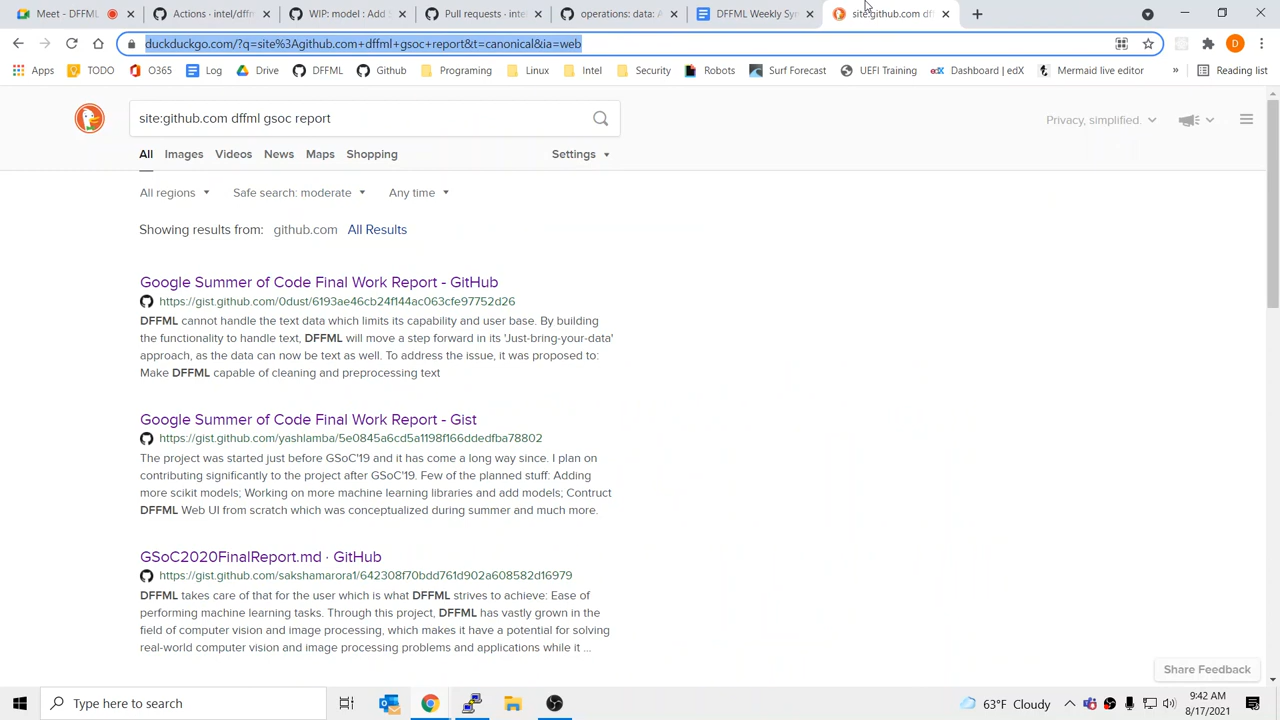 Meet - DFFML
Actions · intel/dffml
WIP: model : Add S
Pull requests · inte
operations: data: A
DFFML Weekly Syn
site:github.com dff
duckduckgo.com/?q=site%3Agithub.com+dffml+gsoc+report&t=canonical&ia=web
D
Apps
TODO
O365
Log
Drive
DFFML
Github
Programing
Linux
Intel
Security
Robots
Surf Forecast
UEFI Training
edX
Dashboard | edX
Mermaid live editor
»
Reading list
site:github.com dffml gsoc report
Privacy, simplified.
All
Images
Videos
News
Maps
Shopping
Settings
All regions
Safe search: moderate
Any time
Showing results from:
github.com
All Results
Google Summer of Code Final Work Report - GitHub
https://gist.github.com/0dust/6193ae46cb24f144ac063cfe97752d26
DFFML cannot handle the text data which limits its capability and user base. By building
the functionality to handle text, DFFML will move a step forward in its 'Just-bring-your-data'
approach, as the data can now be text as well. To address the issue, it was proposed to:
Make DFFML capable of cleaning and preprocessing text
Google Summer of Code Final Work Report - Gist
https://gist.github.com/yashlamba/5e0845a6cd5a1198f166ddedfba78802
The project was started just before GSoC'19 and it has come a long way since. I plan on
contributing significantly to the project after GSoC'19. Few of the planned stuff: Adding
more scikit models; Working on more machine learning libraries and add models; Contruct
DFFML Web UI from scratch which was conceptualized during summer and much more.
GSoC2020FinalReport.md · GitHub
https://gist.github.com/sakshamarora1/642308f70bdd761d902a608582d16979
DFFML takes care of that for the user which is what DFFML strives to achieve: Ease of
performing machine learning tasks. Through this project, DFFML has vastly grown in the
field of computer vision and image processing, which makes it have a potential for solving
real-world computer vision and image processing problems and applications while it ...
Share Feedback
Type here to search
63°F Cloudy
9:42 AM
8/17/2021